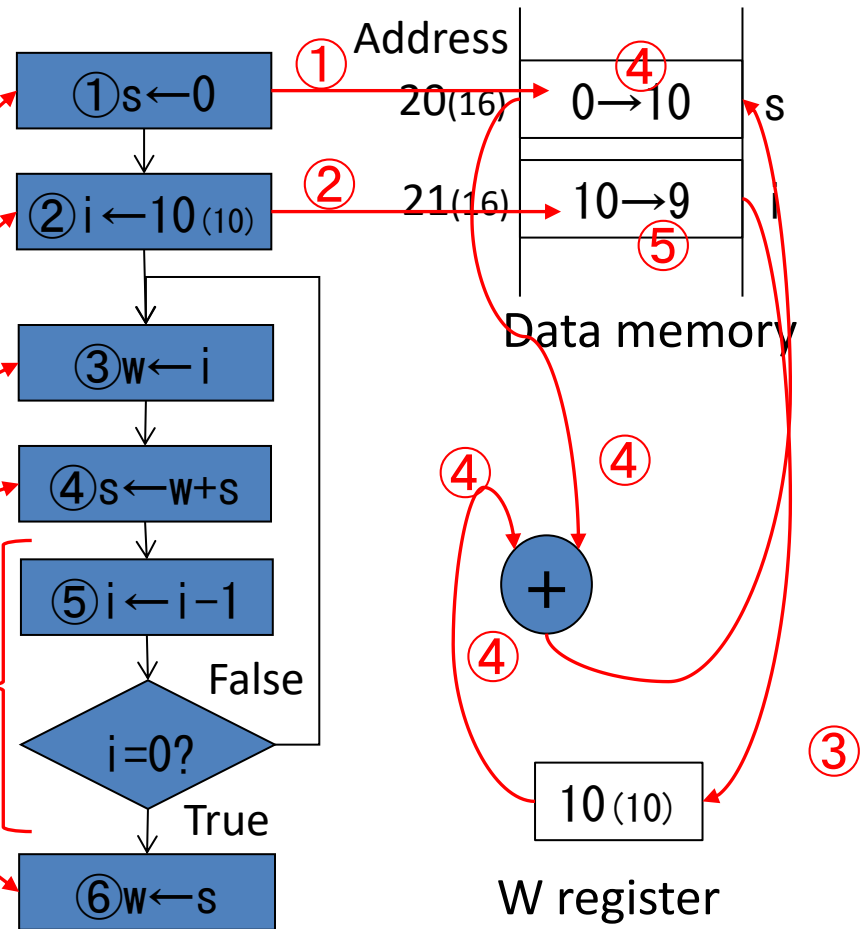 ①s←0
②i←10(10)
③w←i
④s←w+s
⑤i←i-1
False
i=0?
True
⑥w←s
Address
①
20(16)
④
0→10
s
②
21(16)
10→9
i
⑤
Data memory
④
④
+
④
③
10(10)
W register